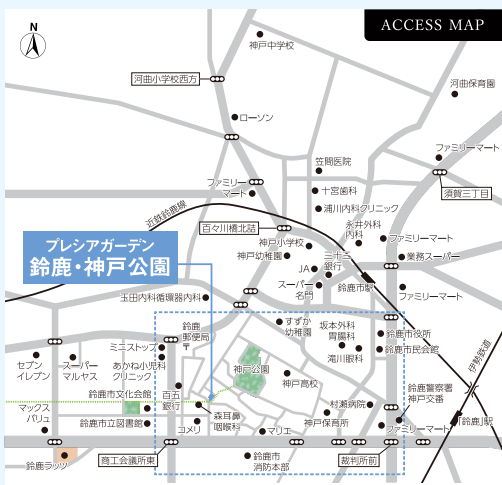 ACCESS MAP
N
神戸中学校
河曲小学校西方
河曲保育園
ローソン
ファミリーマート
笠間医院
ファミリー
マート
十宮歯科
須賀三丁目
近鉄鈴鹿線
浦川内科クリニック
百々川橋北詰
永井外科
内科
神戸小学校
ファミリーマート
プレシアガーデン
鈴鹿・神戸公園
神戸幼稚園
三十三
銀行
業務スーパー
JA
スーパー
名門
鈴鹿市駅
玉田内科循環器内科
ファミリーマート
鈴鹿
郵便局
〒
すずか
幼稚園
坂本外科
胃腸科
鈴鹿市役所
伊勢鉄道
ミニストップ
滝川眼科
鈴鹿市民会館
セブン
イレブン
スーパー
マルヤス
あかね小児科
クリニック
神戸公園
神戸高校
鈴鹿市文化会館
百五
銀行
鈴鹿警察署
神戸交番
マックス
バリュ
村瀬病院
森耳鼻
咽喉科
鈴鹿市立図書館
コメリ
マリエ
神戸保育所
ファミリーマート
「鈴鹿」駅
鈴鹿ラッツ
商工会議所東
鈴鹿市
消防本部
裁判所前